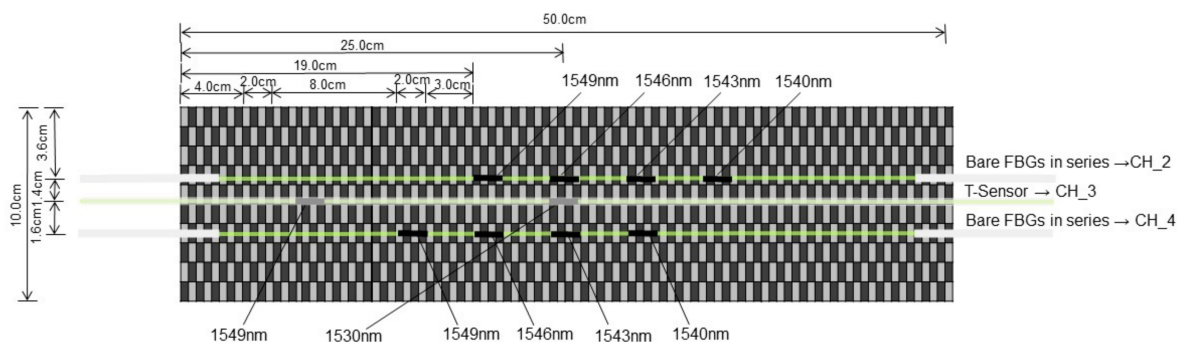 50.0cm
25.0cm
19.0cm
4.0cm 2.0cm 8.0cm 2.0cm 3.0cm
1549nm 1546nm 1543nm 1540nm
3.6cm
1.4cm
1.6cm
10.0cm
Bare FBGs in series →CH_2
T-Sensor → CH_3
Bare FBGs in series → CH_4
1549nm 1530nm 1549nm 1546nm 1543nm 1540nm